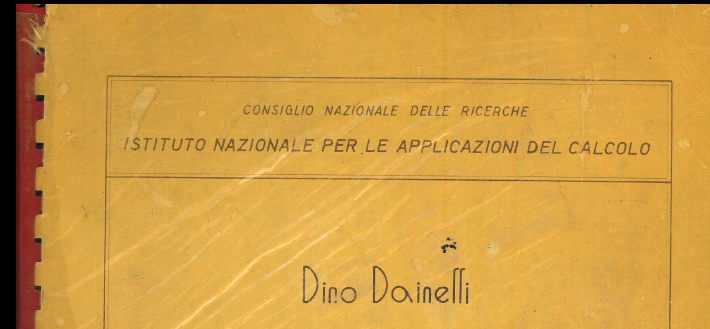 CONSIGLIO NAZIONALE DELLE RICERCHE
ISTITUTO NAZIONALE PER LE APPLICAZIONI DEL CALCOLO
Dino Dainelli